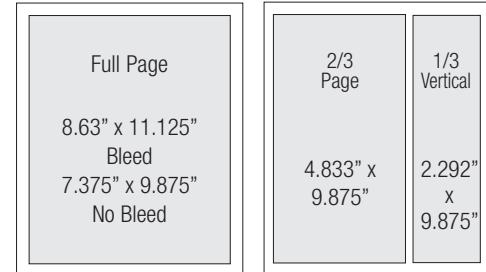 Full Page
8.63” x 11.125”
Bleed
7.375” x 9.875”
No Bleed
2/3
Page
4.833” x
9.875”
1/3
Vertical
2.292”
x
9.875”